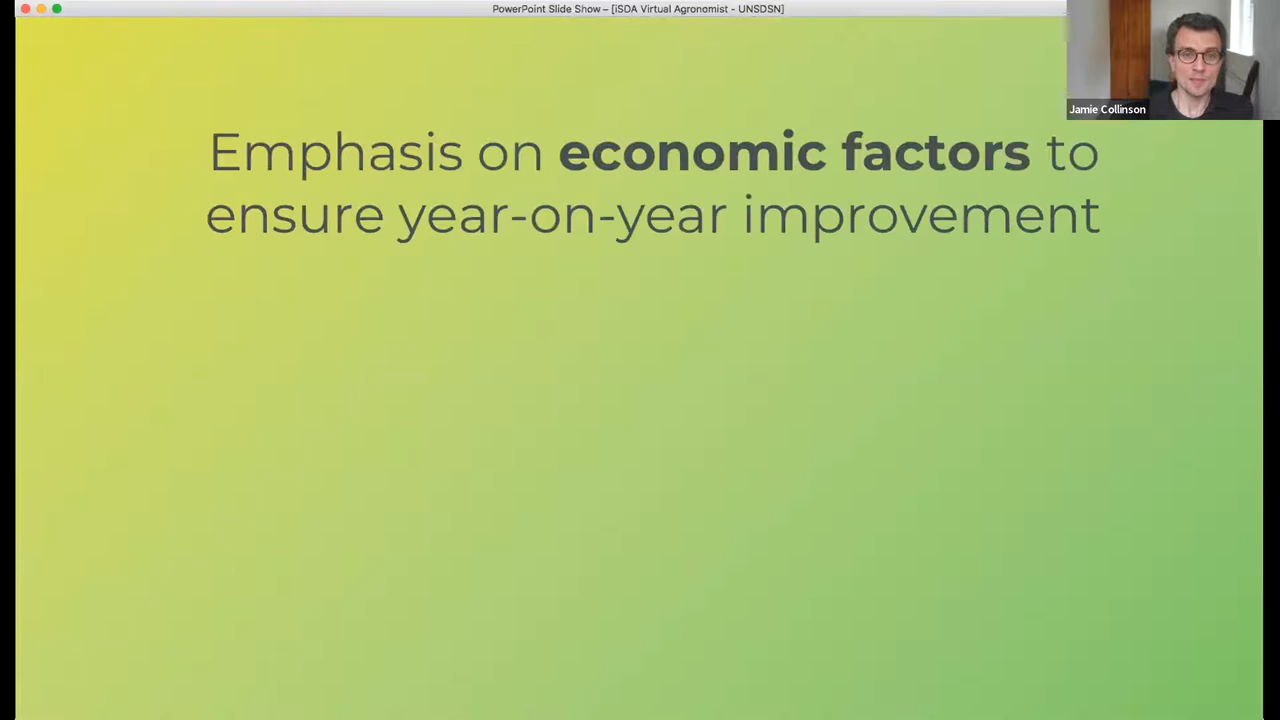 PowerPoint Slide Show – [iSDA Virtual Agronomist - UNSDSN]
Jamie Collinson
Emphasis on economic factors to
ensure year-on-year improvement